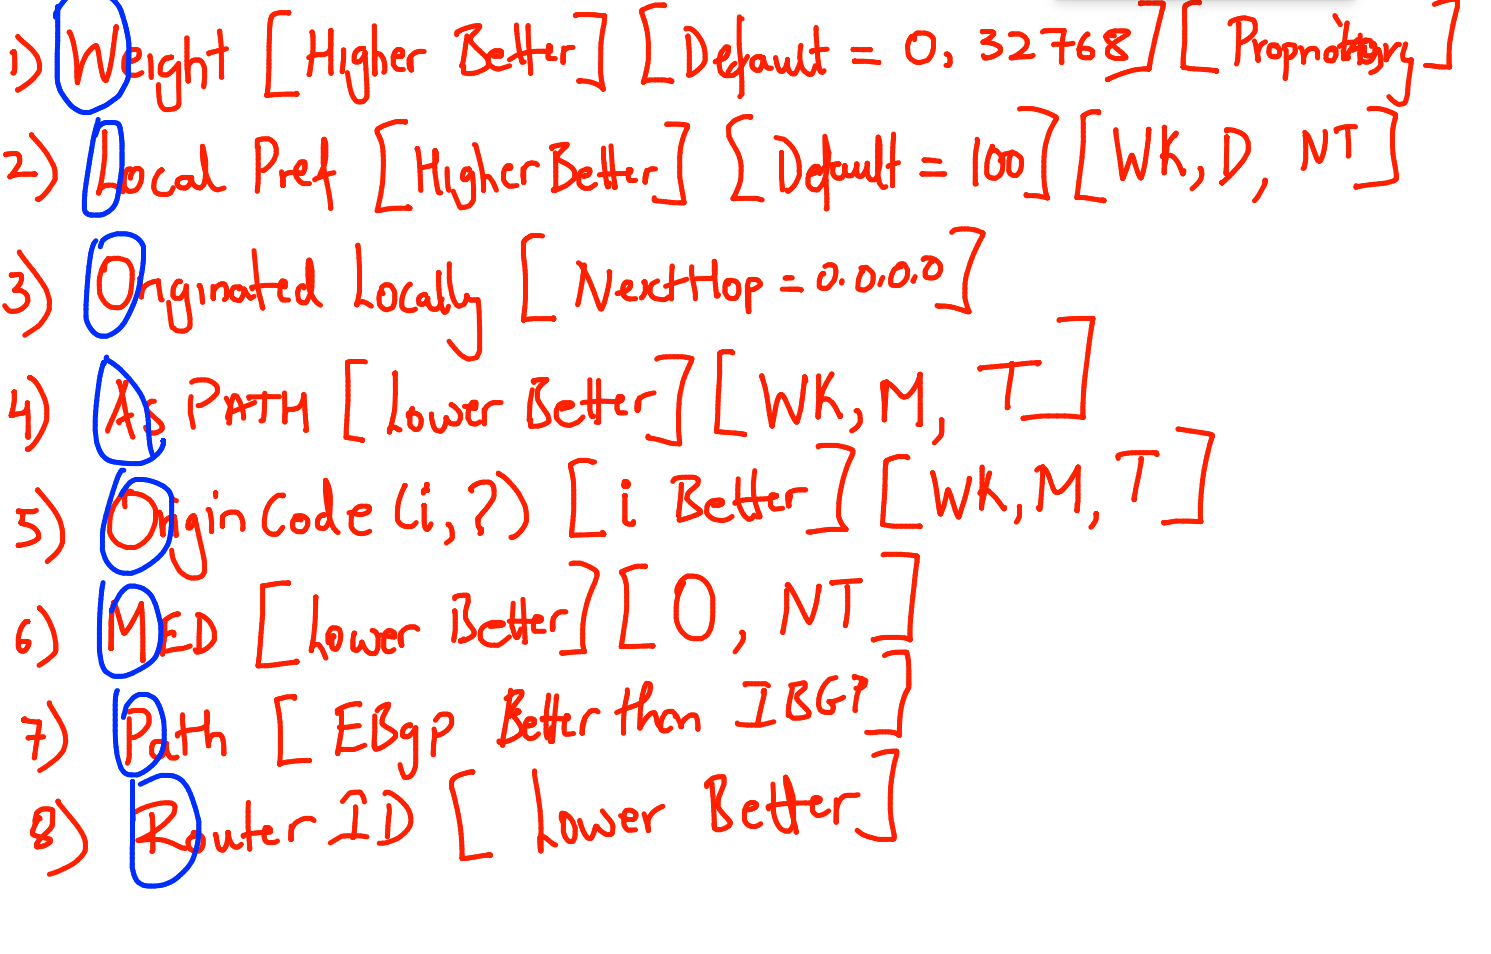 1) Weight [Higher Better] [Default = 0, 32768] [Propriotory]
2) Local Pref [Higher Better] [Default = 100] [WK, D, NT]
3) Originated Locally [NextHop = 0.0.0.0]
4) As PATH [Lower Better] [WK, M, T]
5) Origin Code (i, ?) [i Better] [WK, M, T]
6) MED [Lower Better] [O, NT]
7) Path [EBgp Better than IBGP]
8) Router ID [Lower Better]